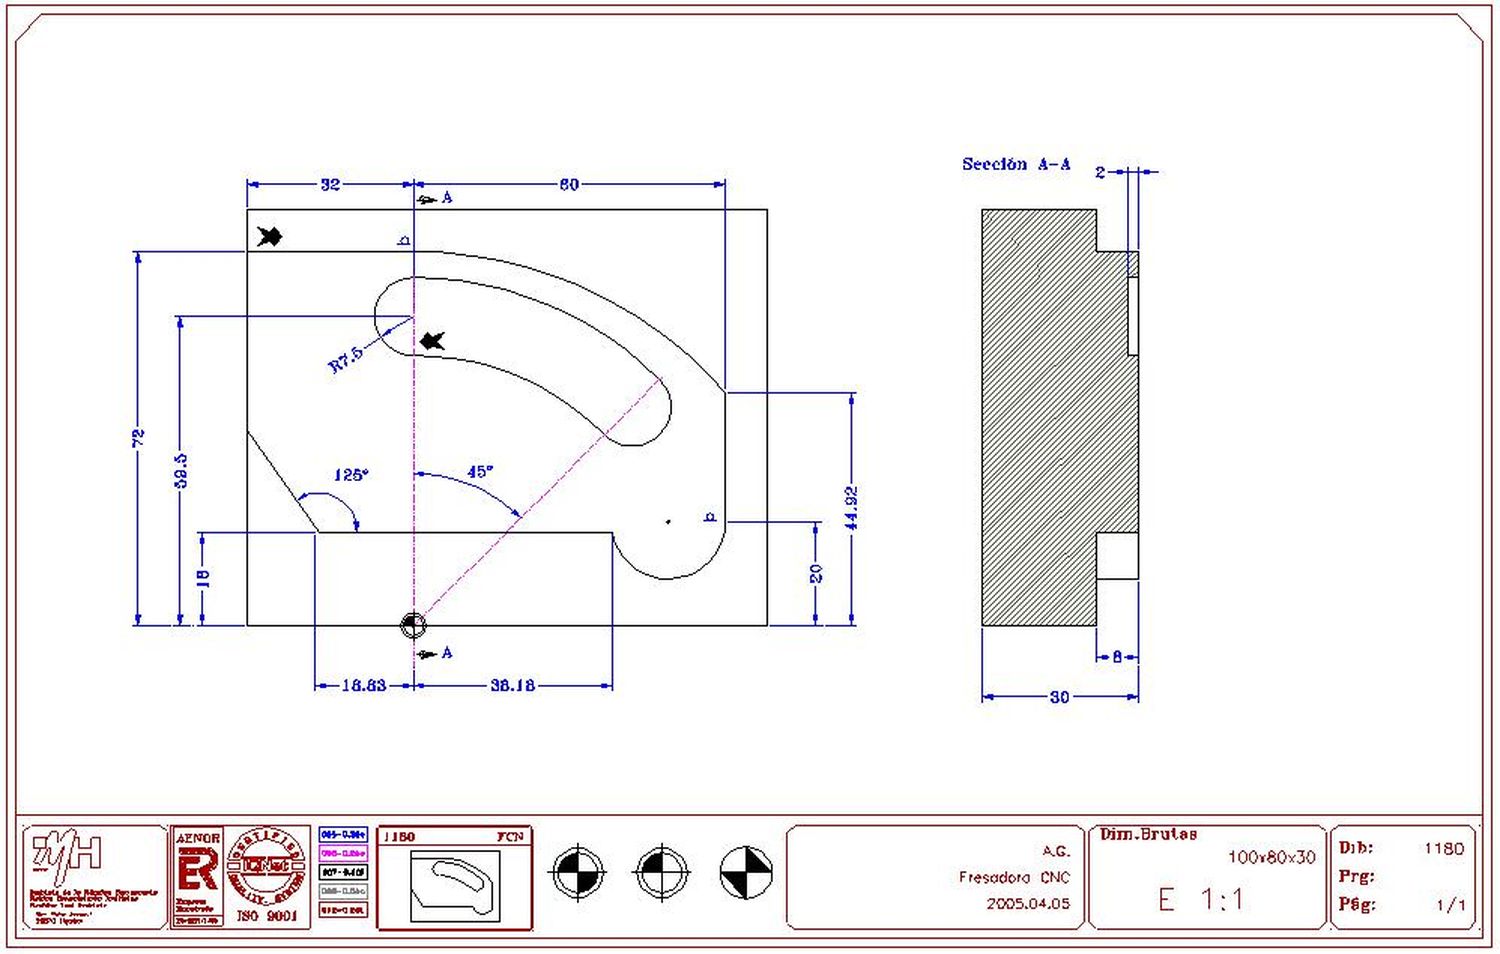 Sección A-A
2
32
60
A
72
59.5
R7.5
125°
45°
18
44.92
20
A
18.83
38.18
8
30
MH
AENOR
ER
ISO 9001
1180 FCN
A.G.
Fresadora CNC
2005.04.05
Dim.Brutas
100x80x30
E 1:1
Dib: 1180
Prg:
Pág: 1/1